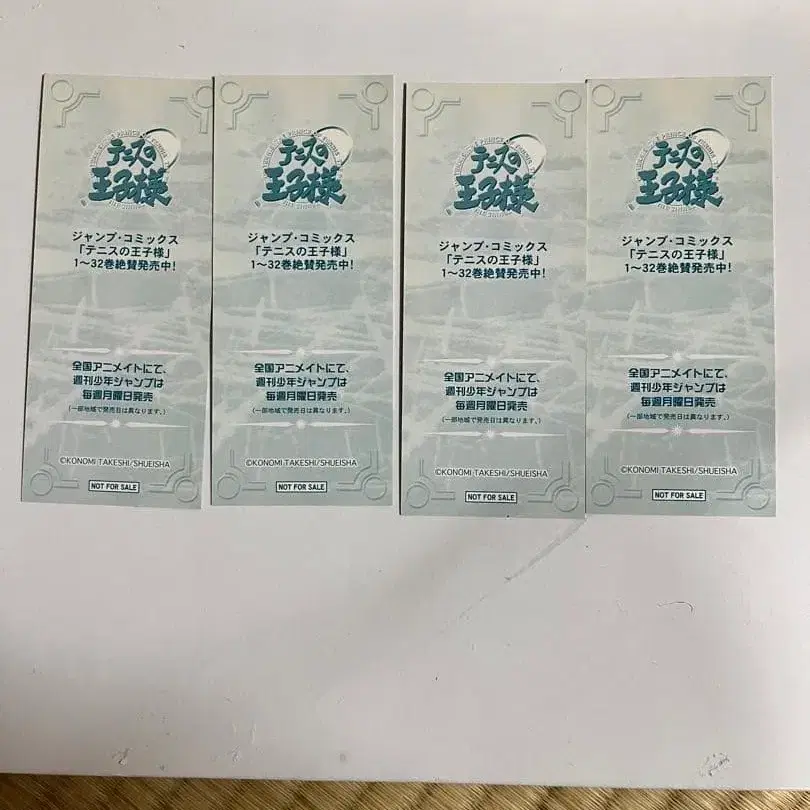 テニスの
王子様
ジャンプ・コミックス
「テニスの王子様」
1〜32巻絶賛発売中!
全国アニメイトにて、
週刊少年ジャンプは
毎週月曜日発売
(一部地域で発売日は異なります。)
©KONOMI TAKESHI/SHUEISHA
NOT FOR SALE
テニスの
王子様
ジャンプ・コミックス
「テニスの王子様」
1〜32巻絶賛発売中!
全国アニメイトにて、
週刊少年ジャンプは
毎週月曜日発売
(一部地域で発売日は異なります。)
©KONOMI TAKESHI/SHUEISHA
NOT FOR SALE
テニスの
王子様
ジャンプ・コミックス
「テニスの王子様」
1〜32巻絶賛発売中!
全国アニメイトにて、
週刊少年ジャンプは
毎週月曜日発売
(一部地域で発売日は異なります。)
©KONOMI TAKESHI/SHUEISHA
NOT FOR SALE
テニスの
王子様
ジャンプ・コミックス
「テニスの王子様」
1〜32巻絶賛発売中!
全国アニメイトにて、
週刊少年ジャンプは
毎週月曜日発売
(一部地域で発売日は異なります。)
©KONOMI TAKESHI/SHUEISHA
NOT FOR SALE